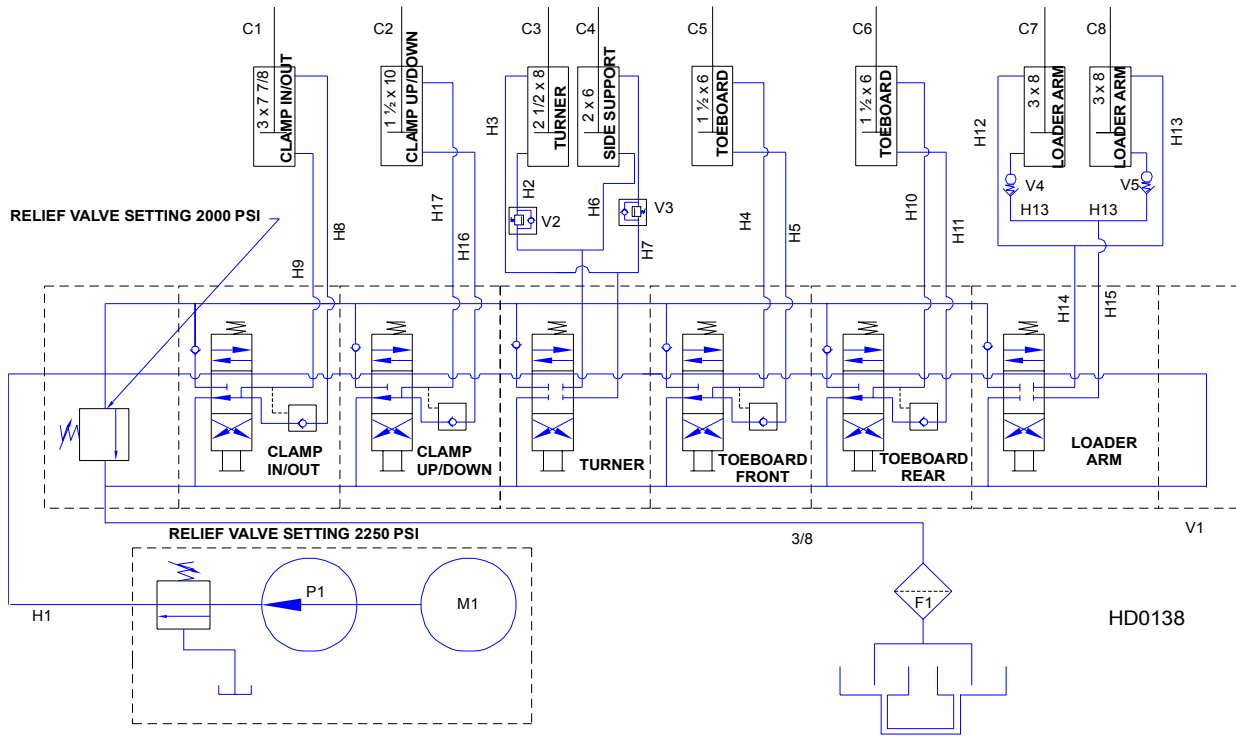 C1
C2
C3
C4
C5
C6
C7
C8
3 x 7 7/8
CLAMP IN/OUT
1 ½ x 10
CLAMP UP/DOWN
2 1/2 x 8
TURNER
2 x 6
SIDE SUPPORT
1 ½ x 6
TOEBOARD
1 ½ x 6
TOEBOARD
3 x 8
LOADER ARM
3 x 8
LOADER ARM
H3
H12
H13
H2
H6
V4
V5
RELIEF VALVE SETTING 2000 PSI
H17
V2
V3
H4
H10
H13
H13
H8
H16
H7
H5
H11
H9
H14
H15
CLAMP
IN/OUT
CLAMP
UP/DOWN
TURNER
TOEBOARD
FRONT
TOEBOARD
REAR
LOADER
ARM
RELIEF VALVE SETTING 2250 PSI
3/8
V1
P1
M1
F1
H1
HD0138